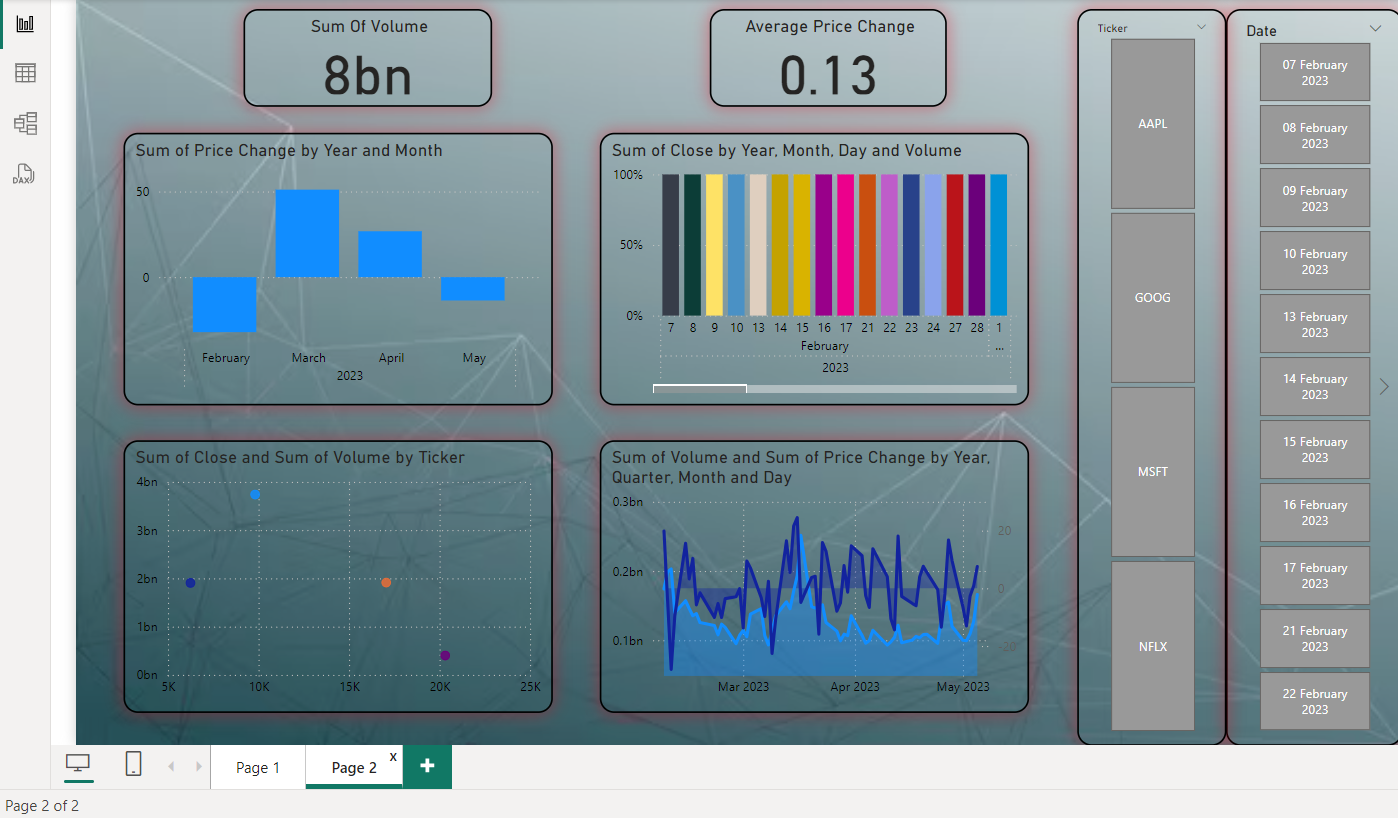 Sum Of Volume
8bn
Average Price Change
0.13
Ticker
AAPL
GOOG
MSFT
NFLX
Date
07 February
2023
08 February
2023
09 February
2023
10 February
2023
13 February
2023
14 February
2023
15 February
2023
16 February
2023
17 February
2023
21 February
2023
22 February
2023
Sum of Price Change by Year and Month
50
0
February March April May
2023
Sum of Close by Year, Month, Day and Volume
100%
50%
0%
7 8 9 10 13 14 15 16 17 21 22 23 24 27 28 1
February ...
2023
Sum of Close and Sum of Volume by Ticker
4bn
3bn
2bn
1bn
0bn
5K 10K 15K 20K 25K
Sum of Volume and Sum of Price Change by Year,
Quarter, Month and Day
0.3bn
0.2bn
0.1bn
20
0
-20
Mar 2023 Apr 2023 May 2023
DAX
Page 1
Page 2 x
+
Page 2 of 2